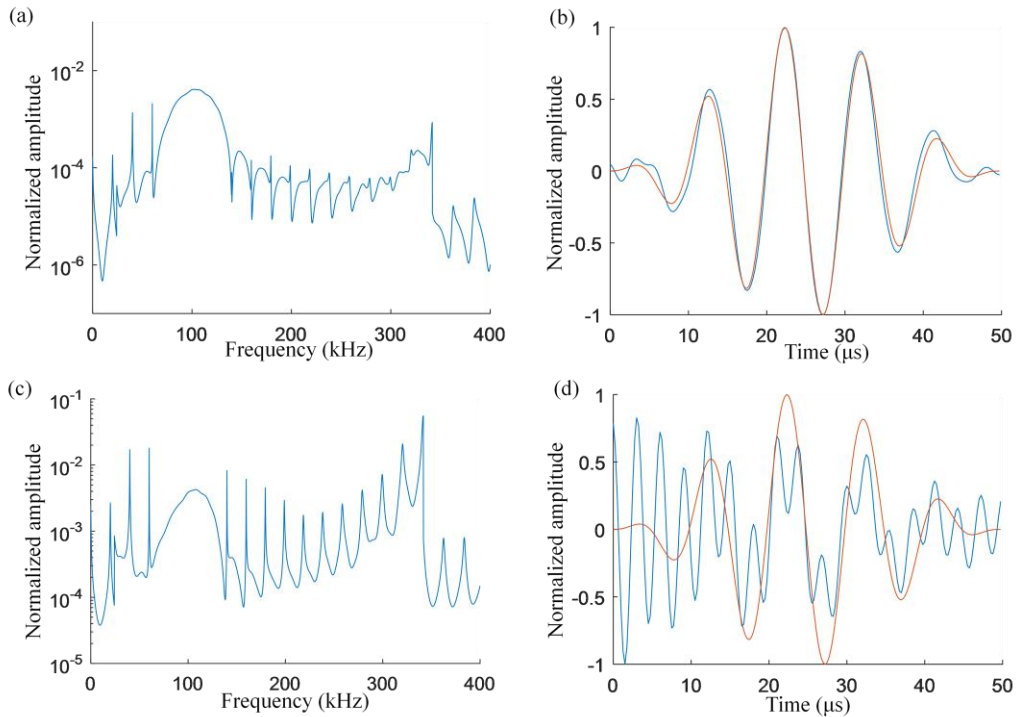 (a)
Normalized amplitude
10^-2
10^-4
10^-6
0 100 200 300 400
Frequency (kHz)
(b)
Normalized amplitude
1
0.5
0
-0.5
-1
0 10 20 30 40 50
Time (μs)
(c)
Normalized amplitude
10^-1
10^-2
10^-3
10^-4
10^-5
0 100 200 300 400
Frequency (kHz)
(d)
Normalized amplitude
1
0.5
0
-0.5
-1
0 10 20 30 40 50
Time (μs)